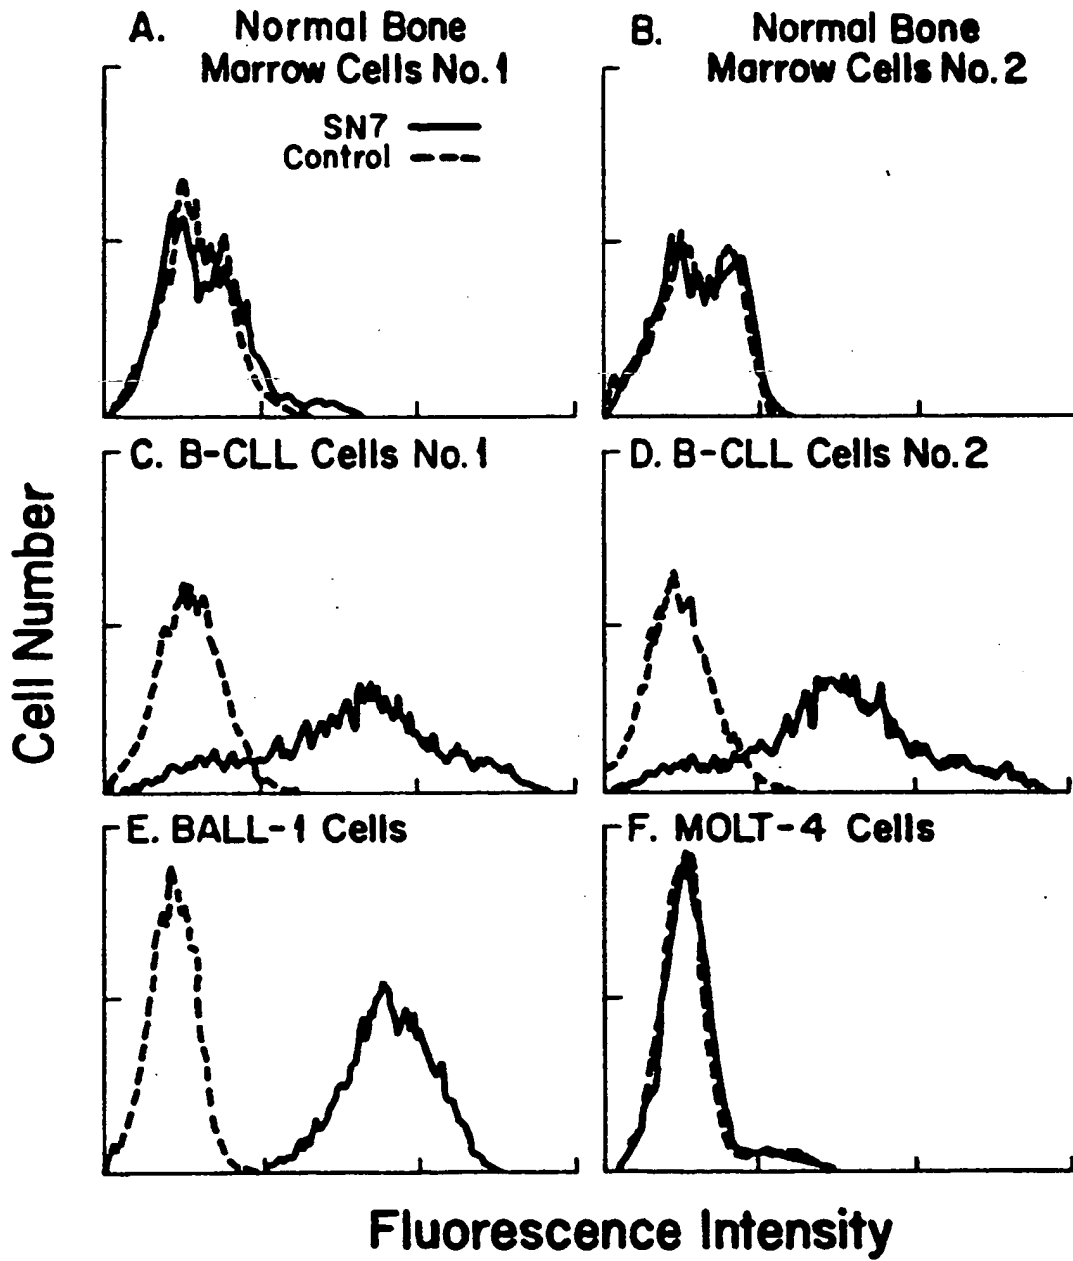 A. Normal Bone
Marrow Cells No. 1
SN7
Control
B. Normal Bone
Marrow Cells No. 2
C. B-CLL Cells No. 1
D. B-CLL Cells No. 2
E. BALL-1 Cells
F. MOLT-4 Cells
Cell Number
Fluorescence Intensity